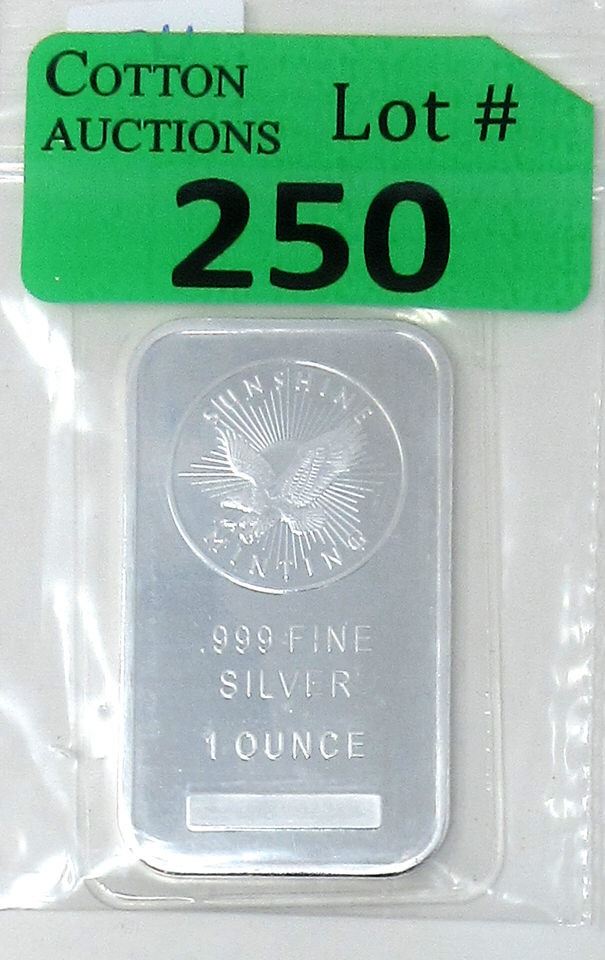 COTTON
AUCTIONS
Lot #
250
SUNSHINE
MINTING
.999 FINE
SILVER
1 OUNCE